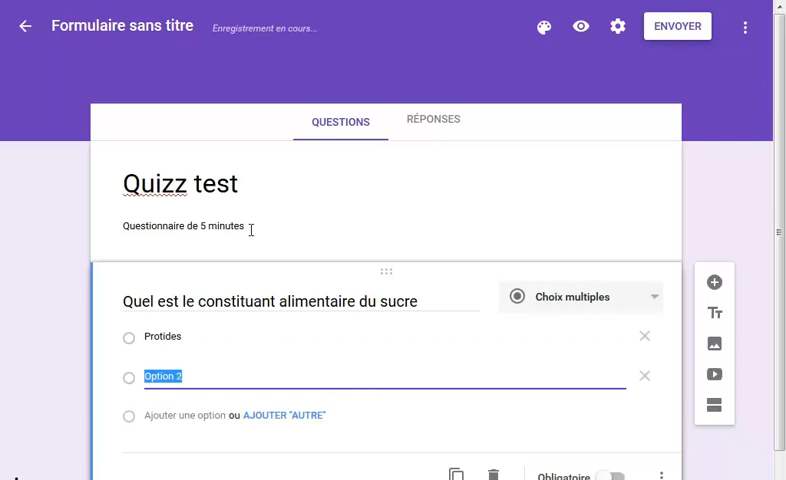 Formulaire sans titre
Enregistrement en cours...
ENVOYER
QUESTIONS
RÉPONSES
Quizz test
Questionnaire de 5 minutes
Quel est le constituant alimentaire du sucre
Choix multiples
Protides
Option 2
Ajouter une option ou AJOUTER "AUTRE"
Obligatoire
Tт